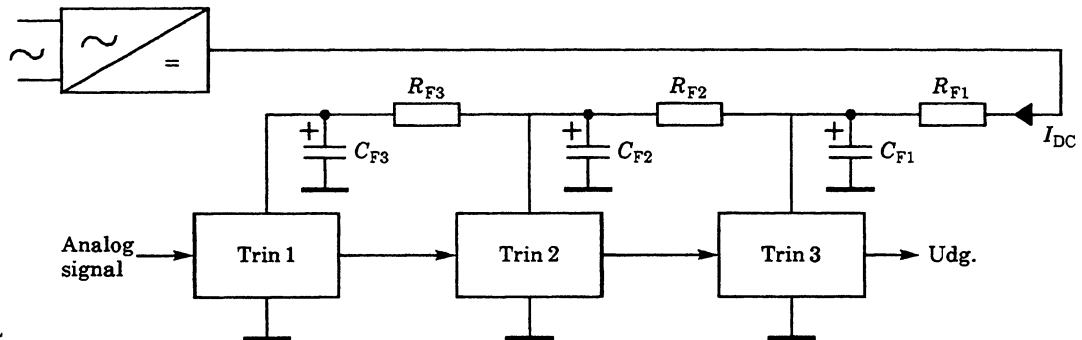 ∼
∼
=
R_F3
R_F2
R_F1
+
C_F3
+
C_F2
+
C_F1
I_DC
Analog
signal
Trin 1
Trin 2
Trin 3
Udg.